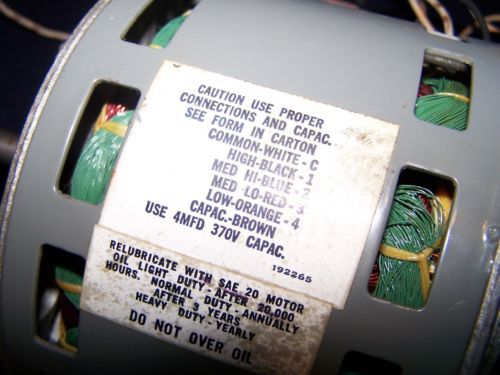 CAUTION USE PROPER
CONNECTIONS AND CAPAC.
SEE FORM IN CARTON
COMMON-WHITE-C
HIGH-BLACK-1
MED HI-BLUE-2
MED LO-RED-3
LOW-ORANGE-4
CAPAC.-BROWN
USE 4MFD 370V CAPAC.
192265
RELUBRICATE WITH SAE 20 MOTOR
OIL LIGHT DUTY-AFTER 20,000
HOURS. NORMAL DUTY-ANNUALLY
AFTER 3 YEARS
HEAVY DUTY-YEARLY
DO NOT OVER OIL